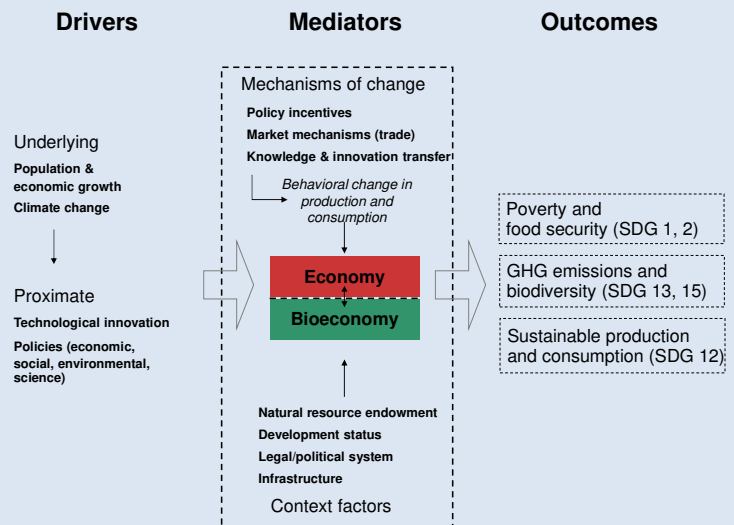 Drivers
Mediators
Outcomes
Underlying
Population &
economic growth
Climate change
Proximate
Technological innovation
Policies (economic,
social, environmental,
science)
Mechanisms of change
Policy incentives
Market mechanisms (trade)
Knowledge & innovation transfer
Behavioral change in
production and
consumption
Economy
Bioeconomy
Natural resource endowment
Development status
Legal/political system
Infrastructure
Context factors
Poverty and
food security (SDG 1, 2)
GHG emissions and
biodiversity (SDG 13, 15)
Sustainable production
and consumption (SDG 12)